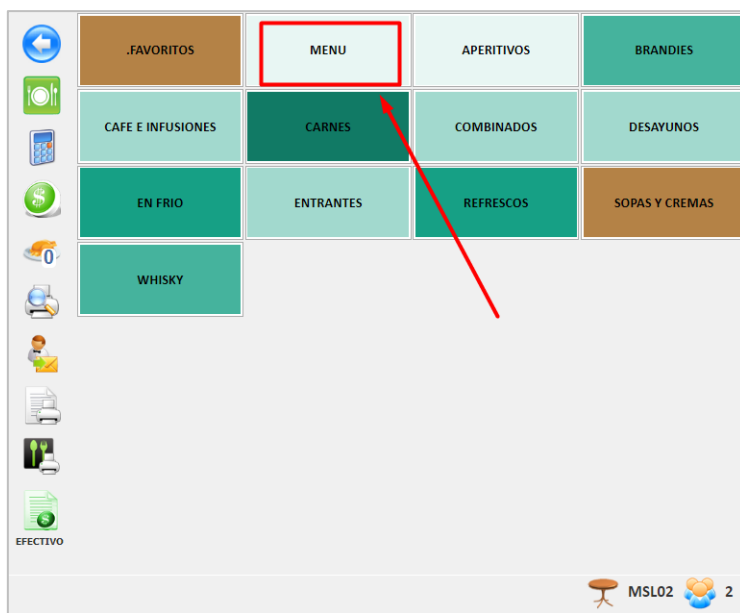 .FAVORITOS
MENU
APERITIVOS
BRANDIES
CAFE E INFUSIONES
CARNES
COMBINADOS
DESAYUNOS
EN FRIO
ENTRANTES
REFRESCOS
SOPAS Y CREMAS
0
WHISKY
EFECTIVO
MSL02 2